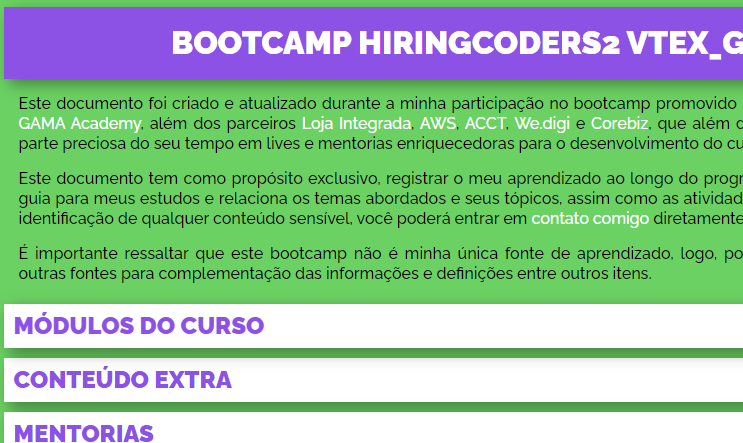 BOOTCAMP HIRINGCODERS2 VTEX_G
Este documento foi criado e atualizado durante a minha participação no bootcamp promovido
GAMA Academy, além dos parceiros Loja Integrada, AWS, ACCT, We.digi e Corebiz, que além d
parte preciosa do seu tempo em lives e mentorias enriquecedoras para o desenvolvimento do cu
Este documento tem como propósito exclusivo, registrar o meu aprendizado ao longo do progr
guia para meus estudos e relaciona os temas abordados e seus tópicos, assim como as atividad
identificação de qualquer conteúdo sensível, você poderá entrar em contato comigo diretamente
É importante ressaltar que este bootcamp não é minha única fonte de aprendizado, logo, po
outras fontes para complementação das informações e definições entre outros itens.
MÓDULOS DO CURSO
CONTEÚDO EXTRA
MENTORIAS